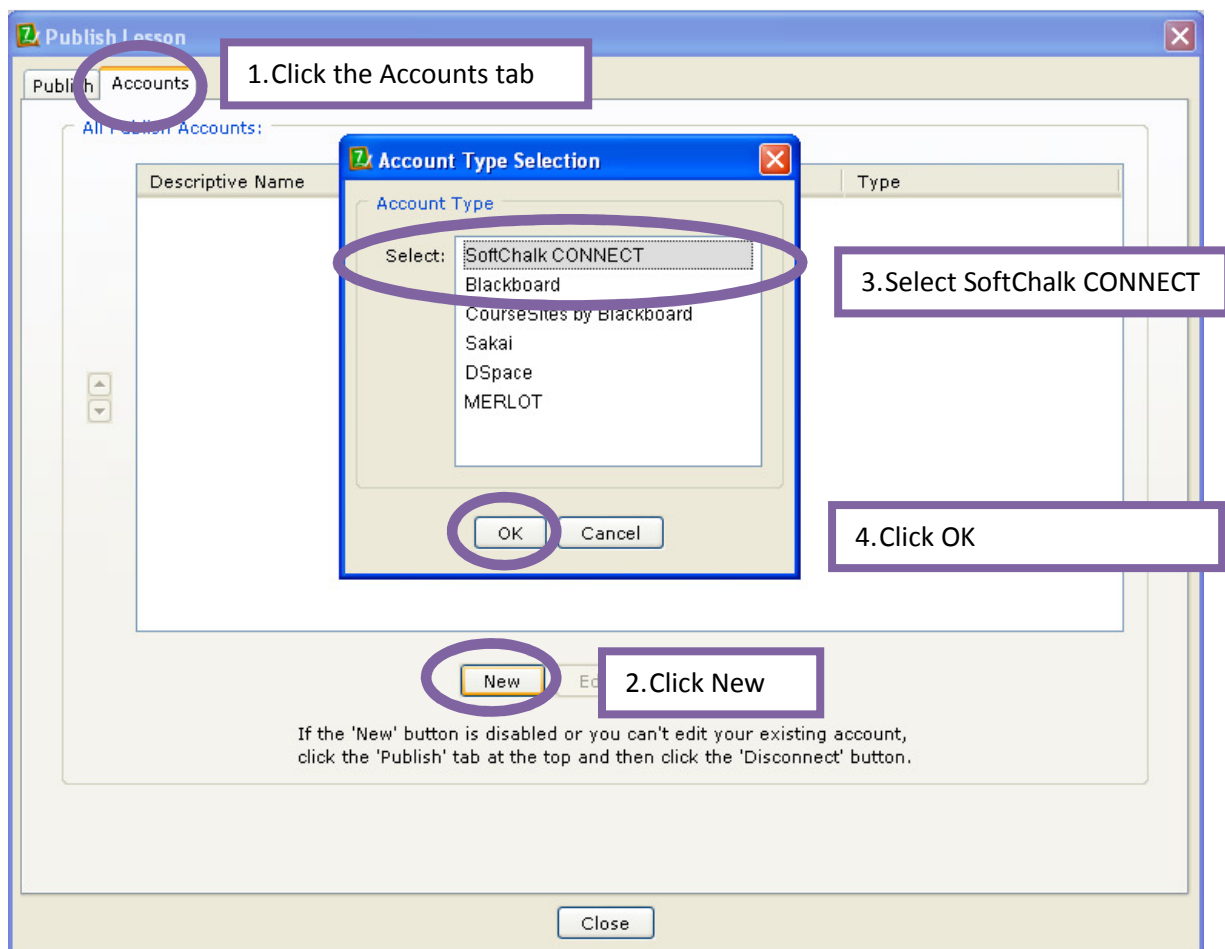 Publish Lesson
1.Click the Accounts tab
Publish Accounts
All Publish Accounts:
Account Type Selection
Descriptive Name
Type
Account Type
Select:
SoftChalk CONNECT
Blackboard
CourseSites by Blackboard
Sakai
DSpace
MERLOT
3.Select SoftChalk CONNECT
OK Cancel
4.Click OK
New
2.Click New
If the 'New' button is disabled or you can't edit your existing account,
click the 'Publish' tab at the top and then click the 'Disconnect' button.
Close